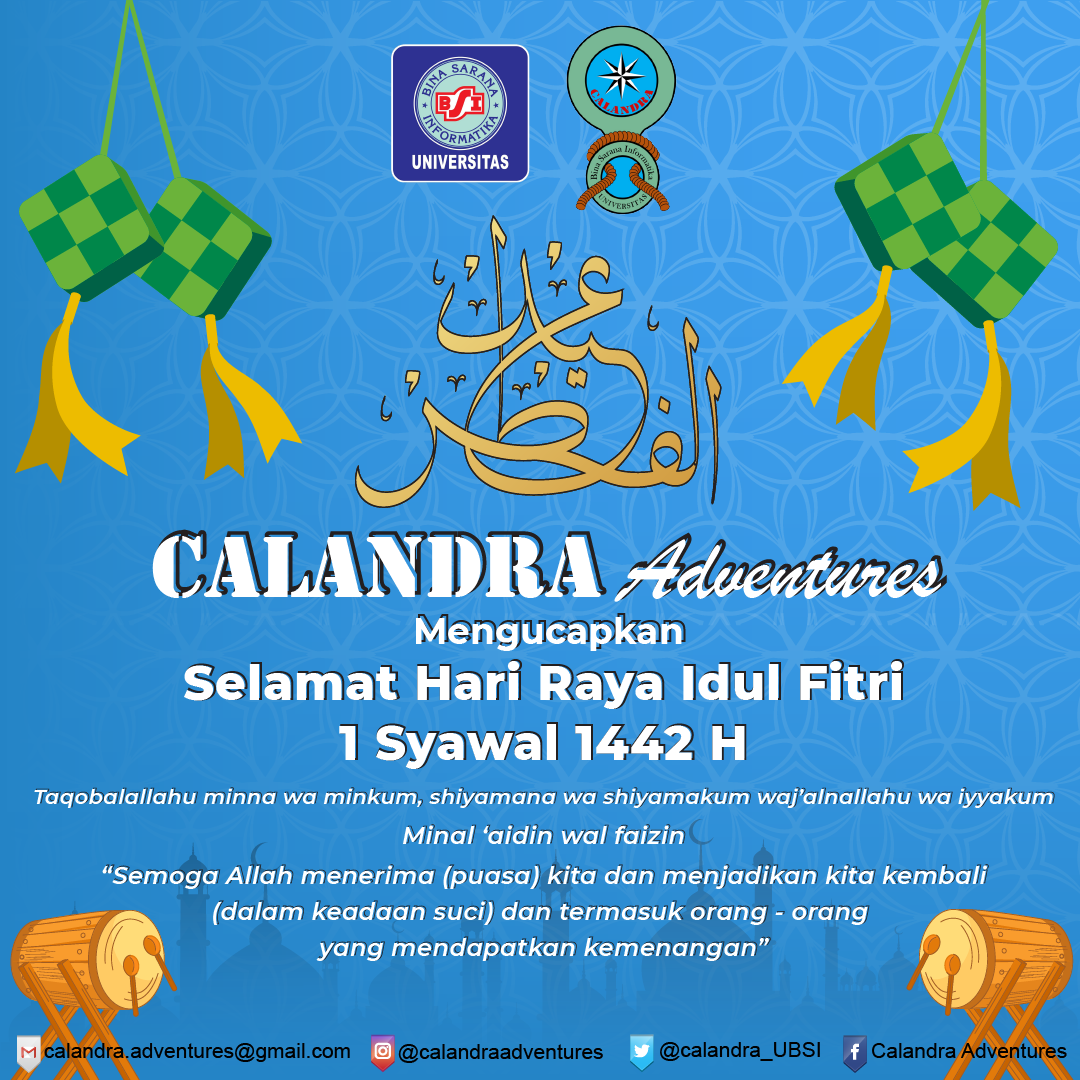 BINA SARANA
BSI
INFORMATIKA
UNIVERSITAS
CALANDRA
Bina Sarana Informatika
UNIVERSITAS
عيد
الفطر
CALANDRA Adventures
Mengucapkan
Selamat Hari Raya Idul Fitri
1 Syawal 1442 H
Taqobalallahu minna wa minkum, shiyamana wa shiyamakum waj’alnallahu wa iyyakum
Minal ‘aidin wal faizin
“Semoga Allah menerima (puasa) kita dan menjadikan kita kembali
(dalam keadaan suci) dan termasuk orang - orang
yang mendapatkan kemenangan”
calandra.adventures@gmail.com @calandraadventures @calandra_UBSI Calandra Adventures